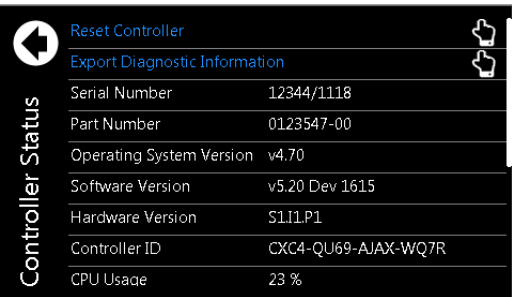 Controller Status
Reset Controller
Export Diagnostic Information
Serial Number 12344/1118
Part Number 0123547-00
Operating System Version v4.70
Software Version v5.20 Dev 1615
Hardware Version S1.I1.P1
Controller ID CXC4-QU69-AJAX-WQ7R
CPU Usage 23 %